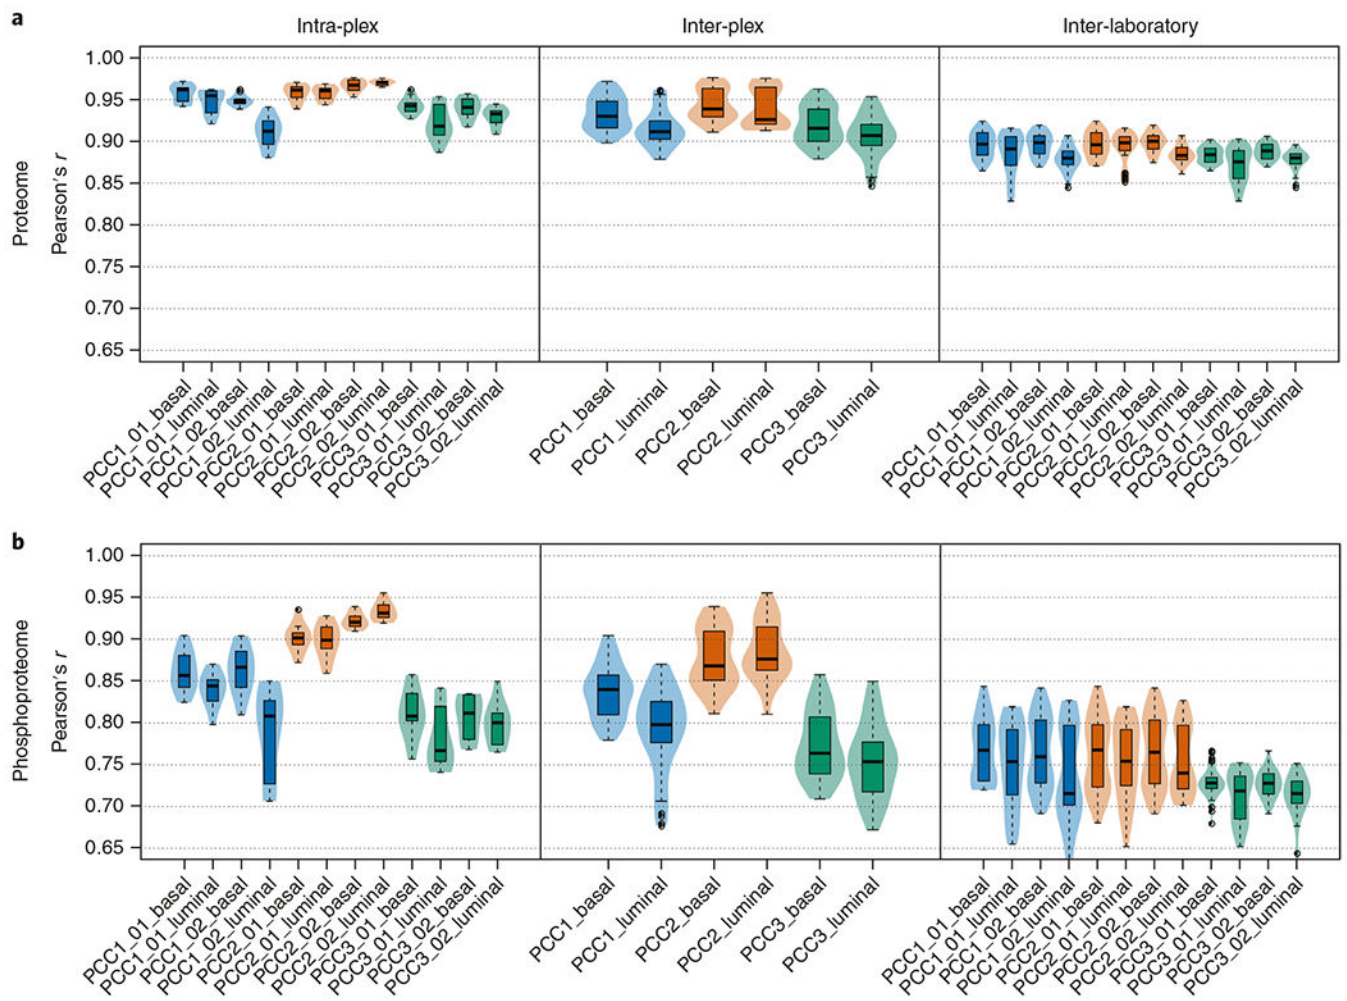 a
Intra-plex
Inter-plex
Inter-laboratory
Proteome
Pearson's r
1.00
0.95
0.90
0.85
0.80
0.75
0.70
0.65
PCC1_01_basal
PCC1_01_luminal
PCC1_02_basal
PCC1_02_luminal
PCC2_01_basal
PCC2_01_luminal
PCC2_02_basal
PCC2_02_luminal
PCC3_01_basal
PCC3_01_luminal
PCC3_02_basal
PCC3_02_luminal
PCC1_basal
PCC1_luminal
PCC2_basal
PCC2_luminal
PCC3_basal
PCC3_luminal
PCC1_01_basal
PCC1_01_luminal
PCC1_02_basal
PCC1_02_luminal
PCC2_01_basal
PCC2_01_luminal
PCC2_02_basal
PCC2_02_luminal
PCC3_01_basal
PCC3_01_luminal
PCC3_02_basal
PCC3_02_luminal
b
Phosphoproteome
Pearson's r
1.00
0.95
0.90
0.85
0.80
0.75
0.70
0.65
PCC1_01_basal
PCC1_01_luminal
PCC1_02_basal
PCC1_02_luminal
PCC2_01_basal
PCC2_01_luminal
PCC2_02_basal
PCC2_02_luminal
PCC3_01_basal
PCC3_01_luminal
PCC3_02_basal
PCC3_02_luminal
PCC1_basal
PCC1_luminal
PCC2_basal
PCC2_luminal
PCC3_basal
PCC3_luminal
PCC1_01_basal
PCC1_01_luminal
PCC1_02_basal
PCC1_02_luminal
PCC2_01_basal
PCC2_01_luminal
PCC2_02_basal
PCC2_02_luminal
PCC3_01_basal
PCC3_01_luminal
PCC3_02_basal
PCC3_02_luminal